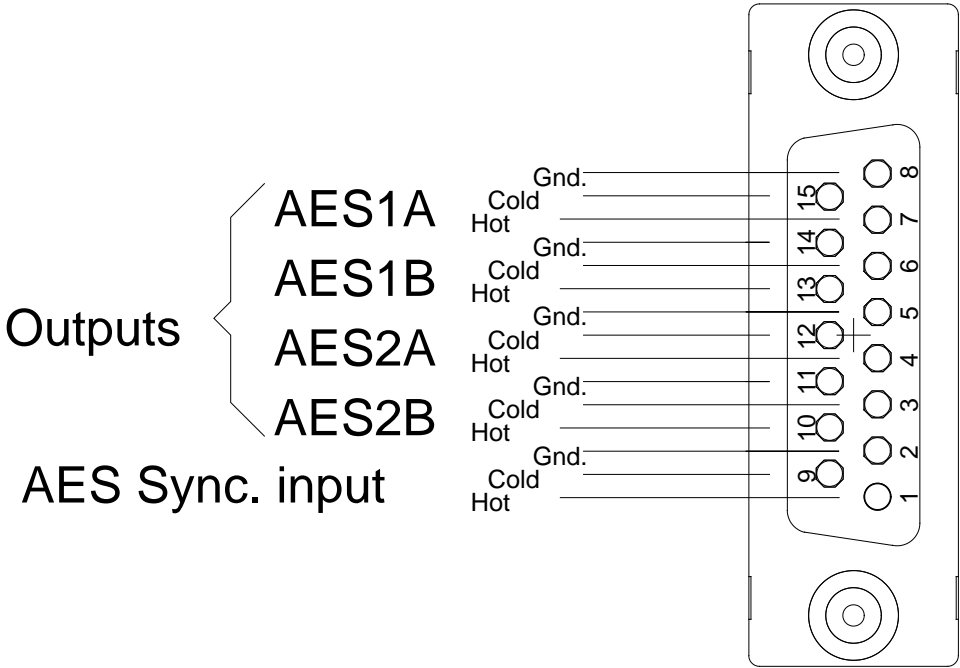 Outputs
AES1A
Gnd.
Cold
Hot
AES1B
Gnd.
Cold
Hot
AES2A
Gnd.
Cold
Hot
AES2B
Gnd.
Cold
Hot
AES Sync. input
Gnd.
Cold
Hot
15
14
13
12
11
10
9
8
7
6
5
4
3
2
1